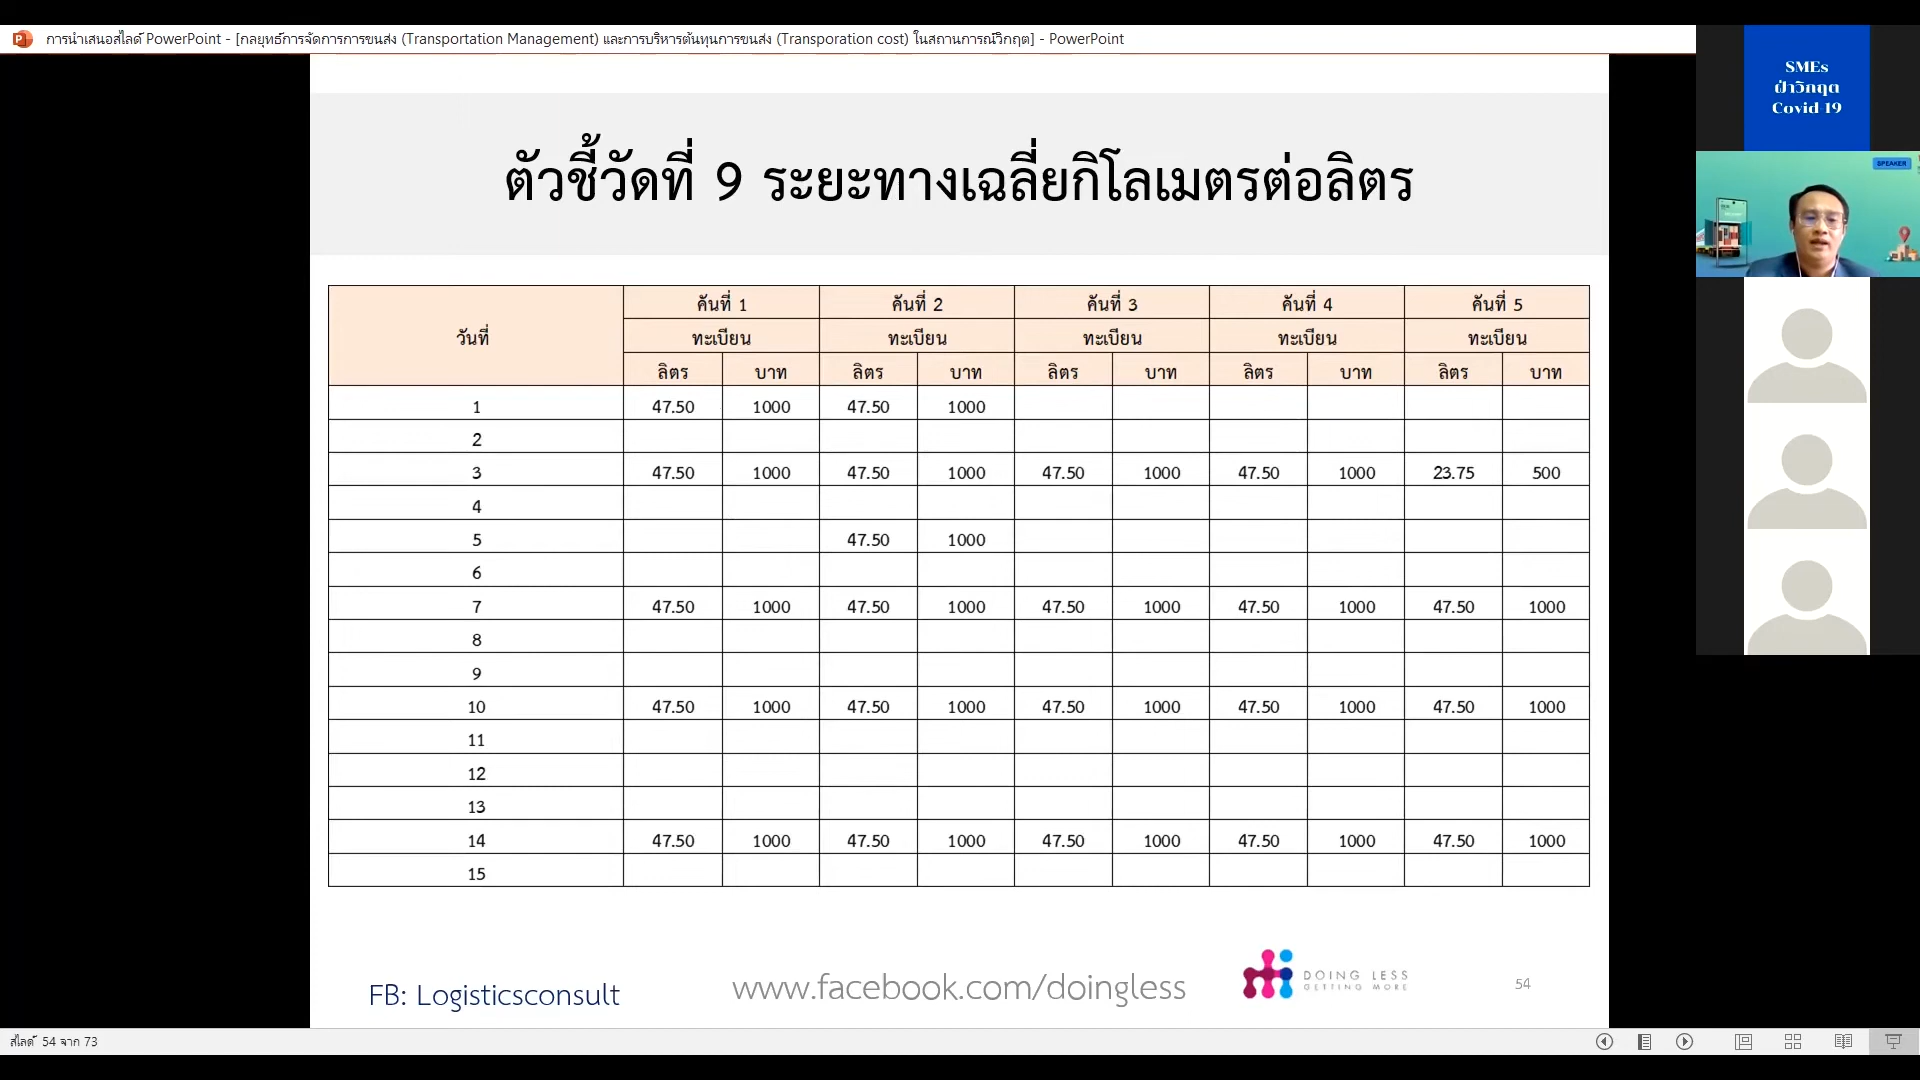 การนำเสนอสไลด์ PowerPoint - [กลยุทธ์การจัดการการขนส่ง (Transportation Management) และการบริหารต้นทุนการขนส่ง (Transporation cost) ในสถานการณ์วิกฤต] - PowerPoint
SMEs
ฝ่าวิกฤต
Covid-19
SPEAKER
ตัวชี้วัดที่ 9 ระยะทางเฉลี่ยกิโลเมตรต่อลิตร
วันที่ คันที่ 1 คันที่ 2 คันที่ 3 คันที่ 4 คันที่ 5
ทะเบียน ทะเบียน ทะเบียน ทะเบียน ทะเบียน
ลิตร บาท ลิตร บาท ลิตร บาท ลิตร บาท ลิตร บาท
1 47.50 1000 47.50 1000
2
3 47.50 1000 47.50 1000 47.50 1000 47.50 1000 23.75 500
4
5 47.50 1000
6
7 47.50 1000 47.50 1000 47.50 1000 47.50 1000 47.50 1000
8
9
10 47.50 1000 47.50 1000 47.50 1000 47.50 1000 47.50 1000
11
12
13
14 47.50 1000 47.50 1000 47.50 1000 47.50 1000 47.50 1000
15
FB: Logisticsconsult
www.facebook.com/doingless
DOING LESS
GETTING MORE
54
สไลด์ 54 จาก 73